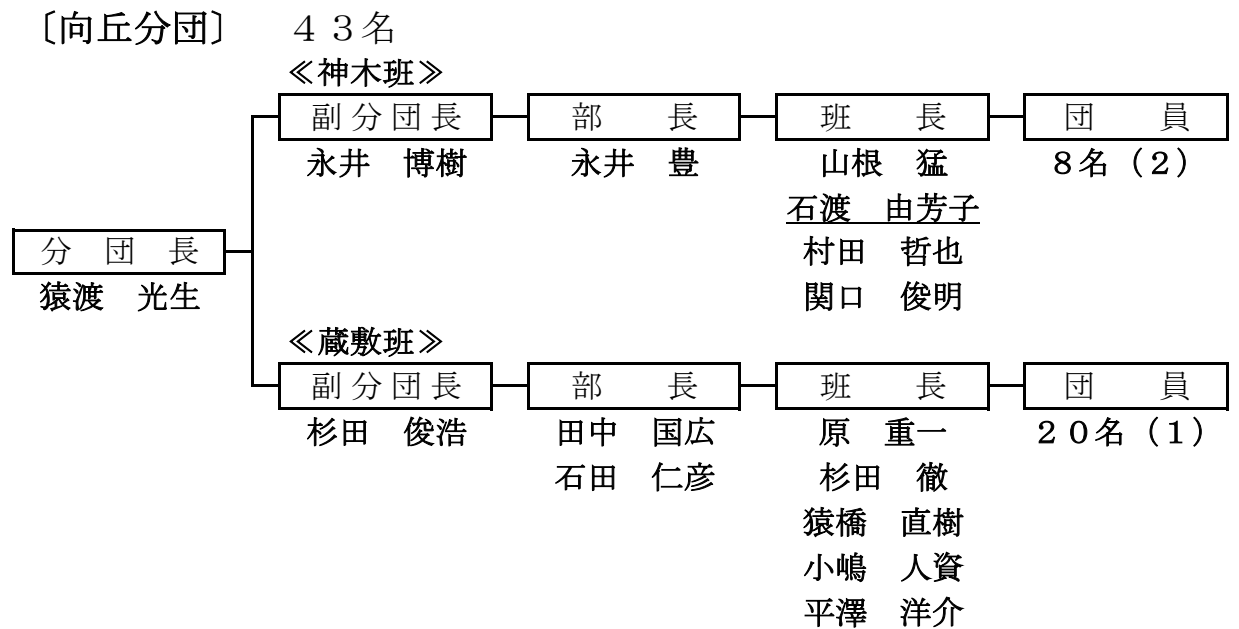 〔向丘分団〕　４３名
≪神木班≫
副分団長　部　長　班　長　団　員
永井　博樹　永井　豊　山根　猛　８名（２）
石渡　由芳子
村田　哲也
分　団　長
猿渡　光生　関口　俊明
≪蔵敷班≫
副分団長　部　長　班　長　団　員
杉田　俊浩　田中　国広　原　重一　２０名（１）
石田　仁彦　杉田　徹
猿橋　直樹
小嶋　人資
平澤　洋介